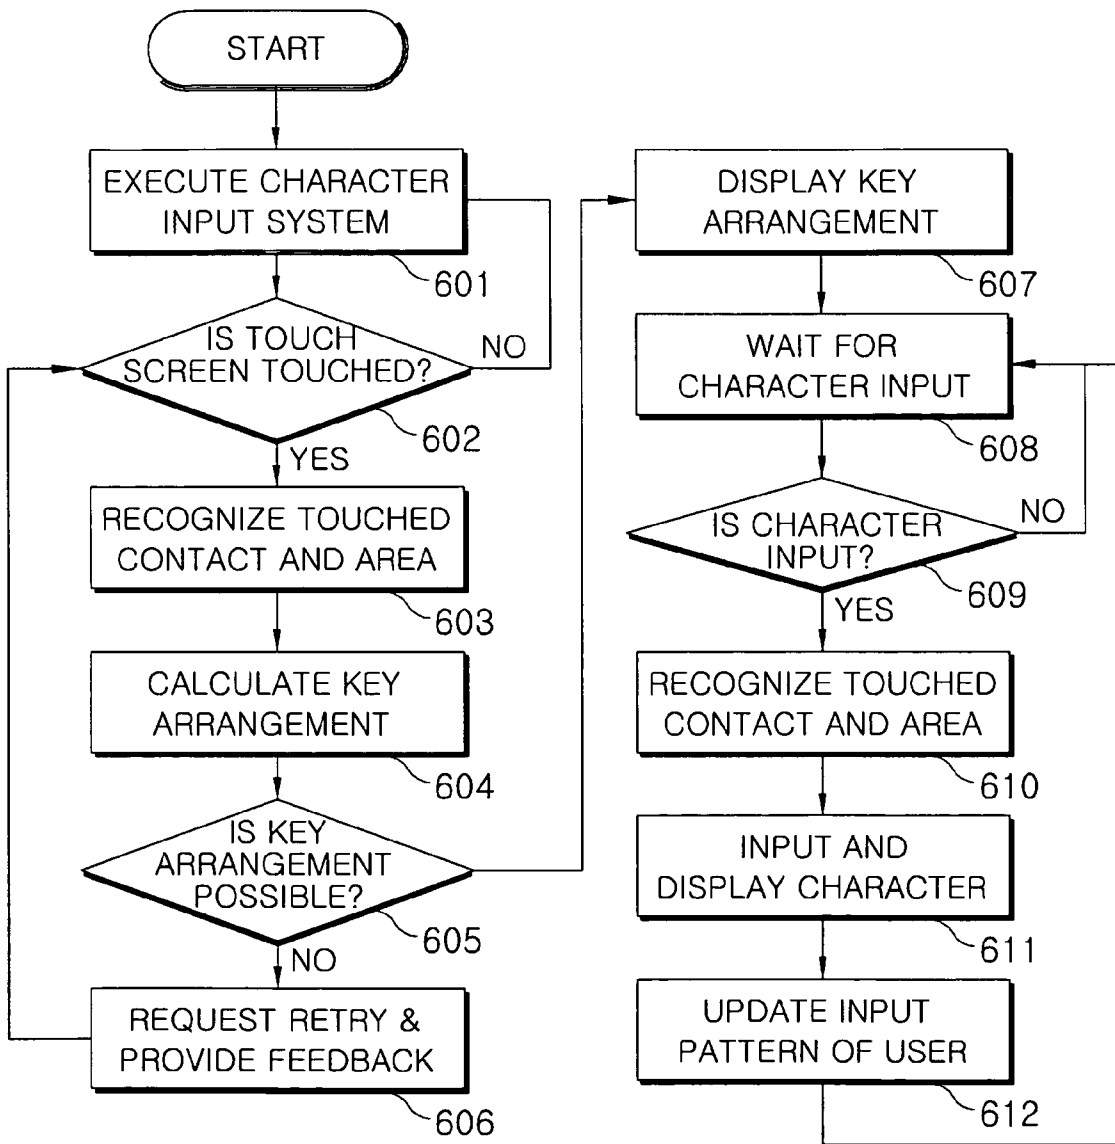 START
EXECUTE CHARACTER
INPUT SYSTEM
601
IS TOUCH
SCREEN TOUCHED?
NO
602
YES
RECOGNIZE TOUCHED
CONTACT AND AREA
603
CALCULATE KEY
ARRANGEMENT
604
IS KEY
ARRANGEMENT
POSSIBLE?
605
NO
REQUEST RETRY &
PROVIDE FEEDBACK
606
DISPLAY KEY
ARRANGEMENT
607
WAIT FOR
CHARACTER INPUT
608
IS CHARACTER
INPUT?
NO
609
YES
RECOGNIZE TOUCHED
CONTACT AND AREA
610
INPUT AND
DISPLAY CHARACTER
611
UPDATE INPUT
PATTERN OF USER
612